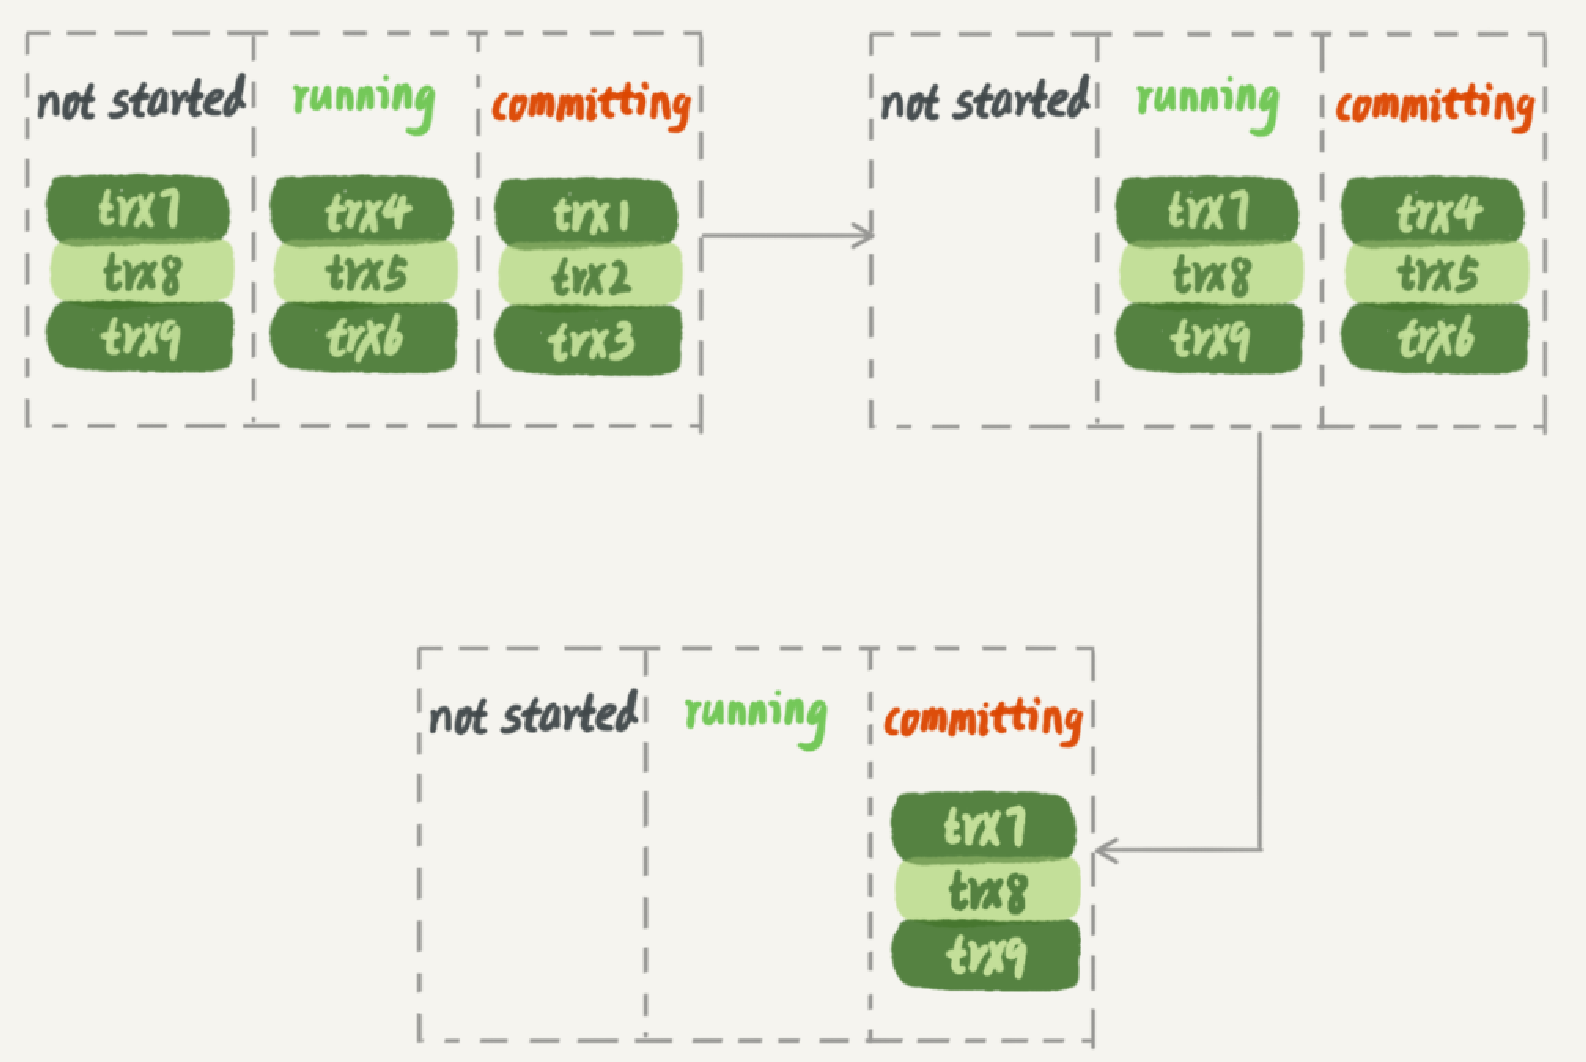 not started running committing
trx7 trx4 trx1
trx8 trx5 trx2
trx9 trx6 trx3
not started running committing
trx7 trx4
trx8 trx5
trx9 trx6
not started running committing
trx7
trx8
trx9